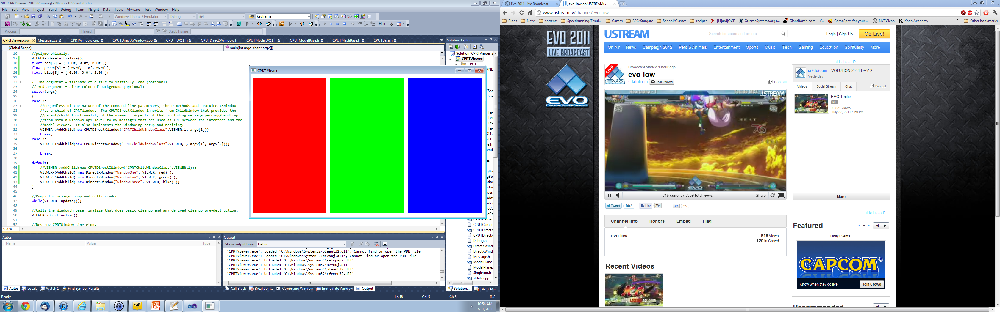 CPRTViewer_2010 (Running) - Microsoft Visual Studio
File Edit View Project Build Debug Team Nsight Data Tools VMware Test Window Help
Windows Phone 7 Emulator Debug x64 keyframe
Hex
Process: Thread: Stack Frame:
CPRTViewer.cpp Messages.cs CPRTWindow.cpp CPUTDirectXWindow.cpp CPUT_DX11.h CPUTDirectXWindow.h CPUTModelDX11.h CPUTModelBase.h CPUTMeshBase.h CPUTBase.h
(Global Scope) main(int argc, char * argv[])
16 //polymorphically.
17 VIEWER->BaseInitialize();
18 float red[3] = { 1.0f, 0.0f, 0.0f };
19 float green[3] = { 0.0f, 1.0f, 0.0f };
20 float blue[3] = { 0.0f, 0.0f, 1.0f };
21
22 // 2nd argument = filename of a file to initially load (optional)
23 // 3rd argument = clear color of background (optional)
24 switch(argc)
25 {
26 case 2:
27 //Regardless of the nature of the command line parameters, these methods add CPUTDirectXWindow
28 //as a child of CPRTWindow. The CPUTDirectXWindow inherits from ChildWindow that provides the
29 //parent/child functionality of the viewer. Aspects of that including message passing/handling
30 //from both a Windows api level to my messages that are used as IPC between the interface and the
31 //model viewer. It also implements the windowing setup and resizing.
32 VIEWER->AddChild(new CPUTDirectXWindow("CPRTChildWindowClass",VIEWER,1, argv[1]));
33 break;
34 case 3:
35 VIEWER->AddChild(new CPUTDirectXWindow("CPRTChildWindowClass",VIEWER,1, argv[1], argv[2]));
36
37 break;
38
39 default:
40 //VIEWER->AddChild(new CPUTDirectXWindow("CPRTChildWindowClass",VIEWER,1));
41 VIEWER->AddChild( new DirectXWindow("WindowOne", VIEWER, red) );
42 VIEWER->AddChild( new DirectXWindow("WindowTwo", VIEWER, green) );
43 VIEWER->AddChild( new DirectXWindow("WindowThree", VIEWER, blue) );
44 }
45
46 //Pumps the message pump and calls render.
47 while(VIEWER->Update());
48
49 //Calls the Window.h base finalize that does basic cleanup and any derived cleanup pre-destruction.
50 VIEWER->BaseFinalize();
51
52 //Destroy CPRTWindow singleton.
100 %
CPRT Viewer
Solution Explorer
Solution 'CPRTViewer_2
CPRTViewer
CPUT
CPUTCamer
CPUTCamer
CPUTDirectX
CPUTDirectX
Debug.h
DirectXWind
DirectXWind
Message.h
ModelPlane.
ModelPlane.
Singleton.h
stdafx.cpp
Solution... Team Ex...
Autos
Name Value Type
Autos Locals Watch 1 Find Symbol Results
Output
Show output from: Debug
'CPRTViewer.exe': Loaded 'C:\Windows\System32\oleaut32.dll', Cannot find or open the PDB file
'CPRTViewer.exe': Loaded 'C:\Windows\System32\devobj.dll', Cannot find or open the PDB file
'CPRTViewer.exe': Unloaded 'C:\Windows\System32\setupapi.dll'
'CPRTViewer.exe': Unloaded 'C:\Windows\System32\devobj.dll'
'CPRTViewer.exe': Unloaded 'C:\Windows\System32\oleaut32.dll'
'CPRTViewer.exe': Unloaded 'C:\Windows\System32\cfgmgr32.dll'
Call Stack Breakpoints Command Window Immediate Window Output
Ready Ln 48 Col 5 Ch 5 INS
10:56 AM
7/31/2011
Evo 2011 Live Broadcast evo-low on USTREAM: .
www.ustream.tv/channel/evo-low
Blogs News torrents Speedrunning/Emul... Games BSG/Stargate School/Classes recipes [H]ard|OCP XtremeSystems.org :... GiantBomb.com ~ V... GameSpot: for your ... NYTClean Khan Academy » Other bookmarks
EVO 2011
LIVE BROADCAST
EVO
CHAMPIONSHIP SERIES
USTREAM
Search for users and events... Login | Sign Up Go Live!
On Air News Campaign 2012 Pets & Animals Entertainment Sports Music Tech Gaming Education Spirituality More
hide this ad?
LIVE
EVO
Broadcast started 1 hour ago
evo-low
srkdotcom Join Crowd Pop out
Heartnana - 1 Tokido MCZ USTREAM
LIVE
HEAT
76
EVO
846 current / 3569 total views Share
Tweet 557 Like 294 +1 35
Channel Info Honors Embed Flag
evo-low
915 Views
120 In Crowd
Recent Videos
srkdotcom EVOLUTION 2011 DAY 2
Yesterday
Videos Social Stream Chat Pop out
EVO Trailer
REC
13824 views
July 27, 2011 4:56 PM
More
hide this ad?
Featured
Unity Events
CAPCOM®
Know when they go live! Join Crowd
Recommended